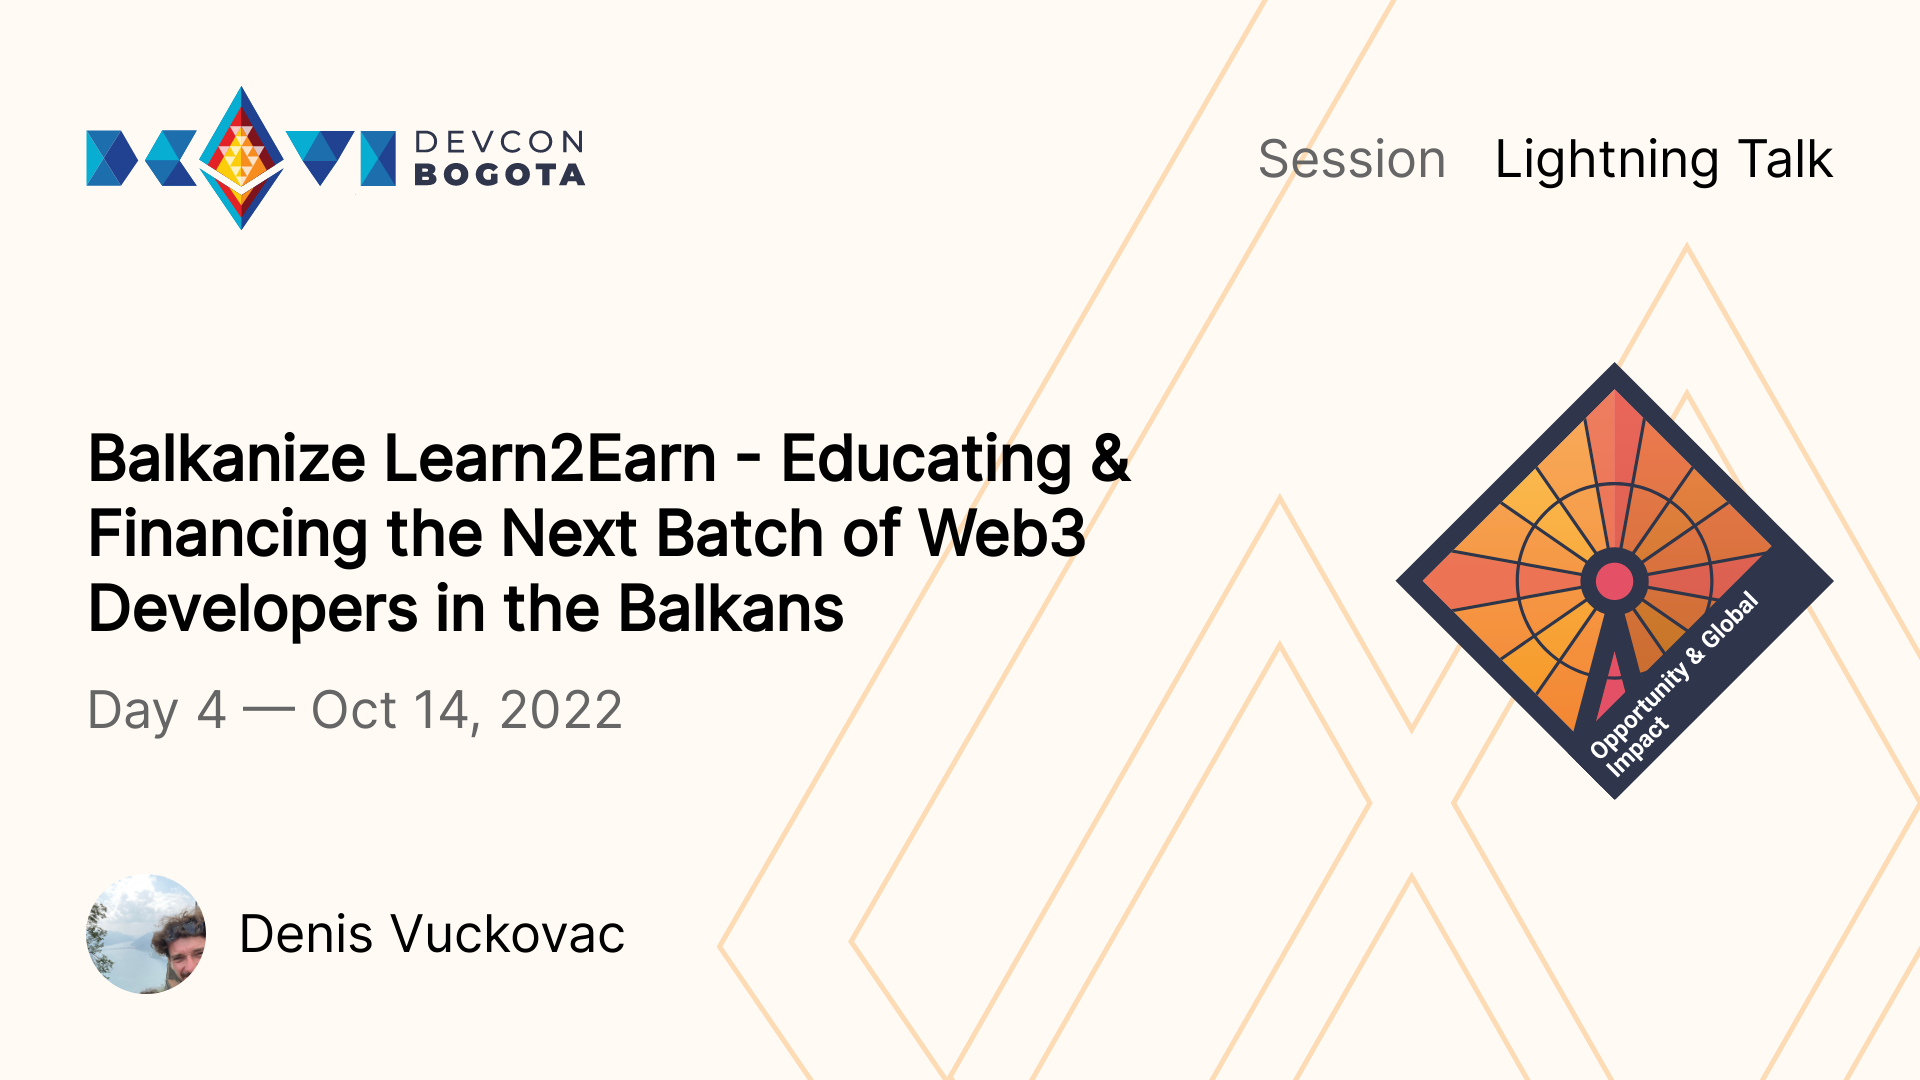 DEVCON
BOGOTA
Session Lightning Talk
Balkanize Learn2Earn - Educating &
Financing the Next Batch of Web3
Developers in the Balkans
Day 4 — Oct 14, 2022
Opportunity & Global
Impact
Denis Vuckovac